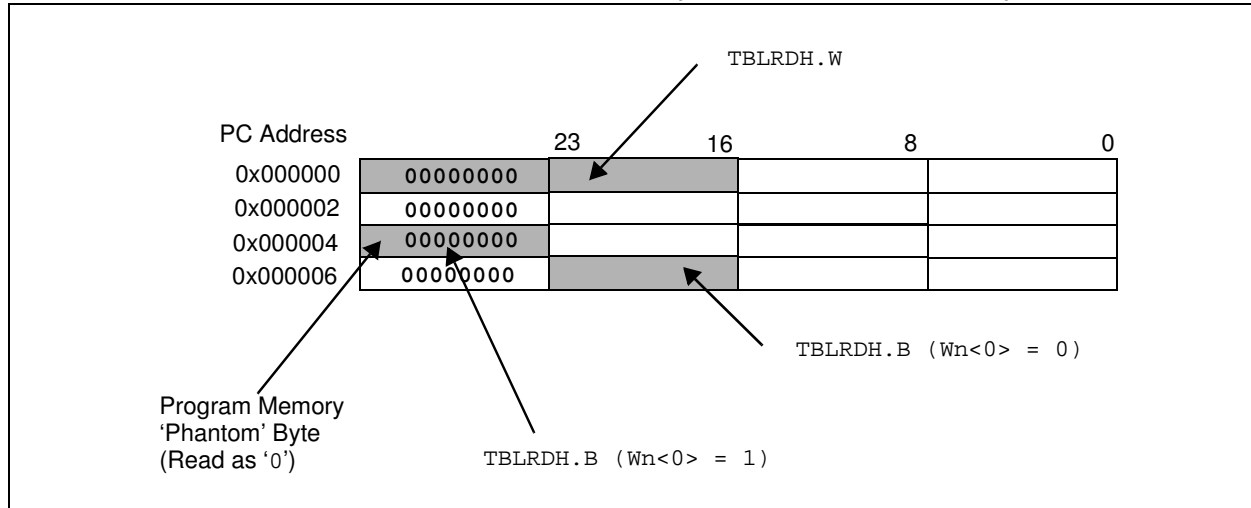 TBLRDH.W
PC Address
23 16 8 0
0x000000 00000000
0x000002 00000000
0x000004 00000000
0x000006 00000000
TBLRDH.B (Wn<0> = 0)
Program Memory
‘Phantom’ Byte
(Read as ‘0’)
TBLRDH.B (Wn<0> = 1)